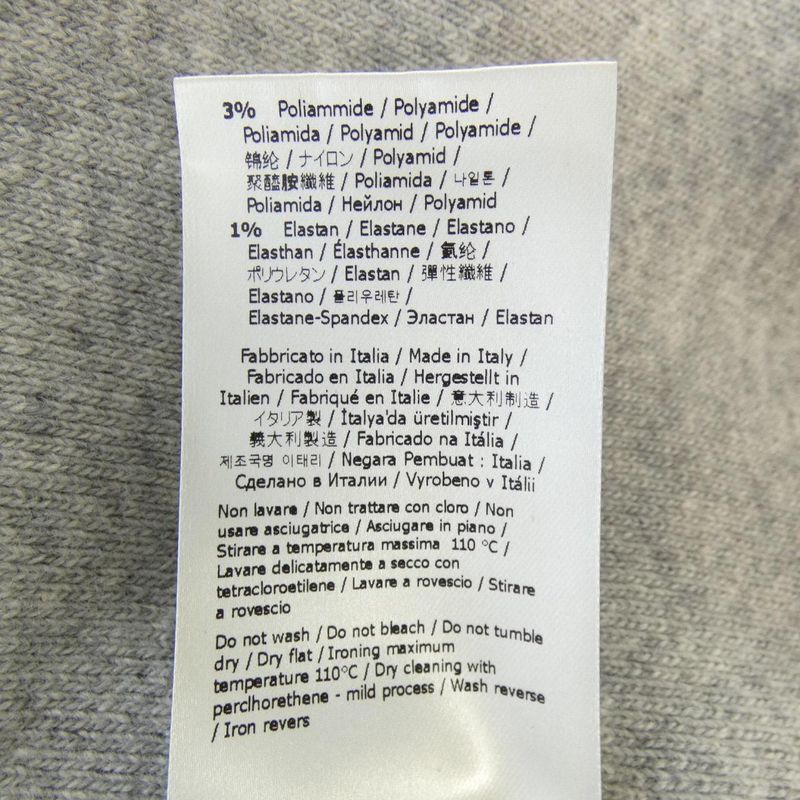 3% Poliammide / Polyamide /
Poliamida / Polyamid / Polyamide /
锦纶 / ナイロン / Polyamid /
聚醯胺纖維 / Poliamida / 나일론 /
Poliamida / Нейлон / Polyamid
1% Elastan / Elastane / Elastano /
Elasthan / Élasthanne / 氨纶 /
ポリウレタン / Elastan / 彈性纖維 /
Elastano / 폴리우레탄 /
Elastane-Spandex / Эластан / Elastan
Fabbricato in Italia / Made in Italy /
Fabricado en Italia / Hergestellt in
Italien / Fabriqué en Italie / 意大利制造 /
イタリア製 / İtalya'da üretilmiştir /
義大利製造 / Fabricado na Itália /
제조국명 이태리 / Negara Pembuat : Italia /
Сделано в Италии / Vyrobeno v Itálii
Non lavare / Non trattare con cloro / Non
usare asciugatrice / Asciugare in piano /
Stirare a temperatura massima 110 °C /
Lavare delicatamente a secco con
tetracloroetilene / Lavare a rovescio / Stirare
a rovescio
Do not wash / Do not bleach / Do not tumble
dry / Dry flat / Ironing maximum
temperature 110°C / Dry cleaning with
perclhorethene - mild process / Wash reverse
/ Iron revers